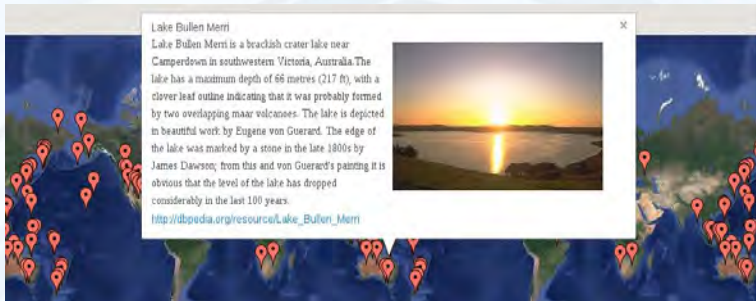 Lake Bullen Merri
Lake Bullen Merri is a brackish crater lake near
Camperdown in southwestern Victoria, Australia.The
lake has a maximum depth of 66 metres (217 ft), with a
clover leaf outline indicating that it was probably formed
by two overlapping maar volcanoes. The lake is depicted
in beautiful work by Eugene von Guerard. The edge of
the lake was marked by a stone in the late 1800s by
James Dawson; from this and von Guerard's painting it is
obvious that the level of the lake has dropped
considerably in the last 100 years.
http://dbpedia.org/resource/Lake_Bullen_Merri